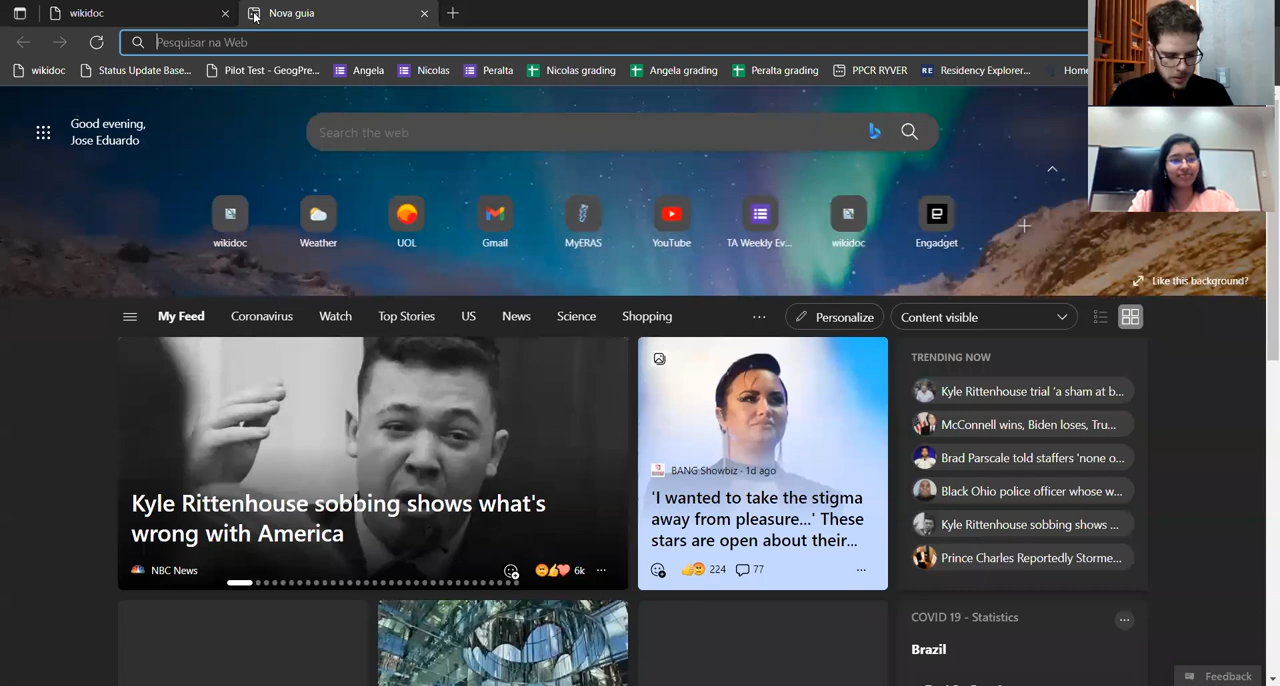 wikidoc
Nova guia
Pesquisar na Web
wikidoc Status Update Base... Pilot Test - GeogPre... Angela Nicolas Peralta Nicolas grading Angela grading Peralta grading PPCR RYVER RE Residency Explorer... Home
Good evening,
Jose Eduardo
Search the web
wikidoc Weather UOL Gmail MyERAS YouTube TA Weekly Ev... wikidoc Engadget
Like this background?
My Feed Coronavirus Watch Top Stories US News Science Shopping ... Personalize Content visible
Kyle Rittenhouse sobbing shows what's
wrong with America
NBC News 6k ...
BANG Showbiz · 1d ago
'I wanted to take the stigma
away from pleasure...' These
stars are open about their...
224 77 ...
TRENDING NOW
Kyle Rittenhouse trial 'a sham at b...
McConnell wins, Biden loses, Tru...
Brad Parscale told staffers 'none o...
Black Ohio police officer whose w...
Kyle Rittenhouse sobbing shows ...
Prince Charles Reportedly Storme...
COVID 19 - Statistics ...
Brazil
Feedback